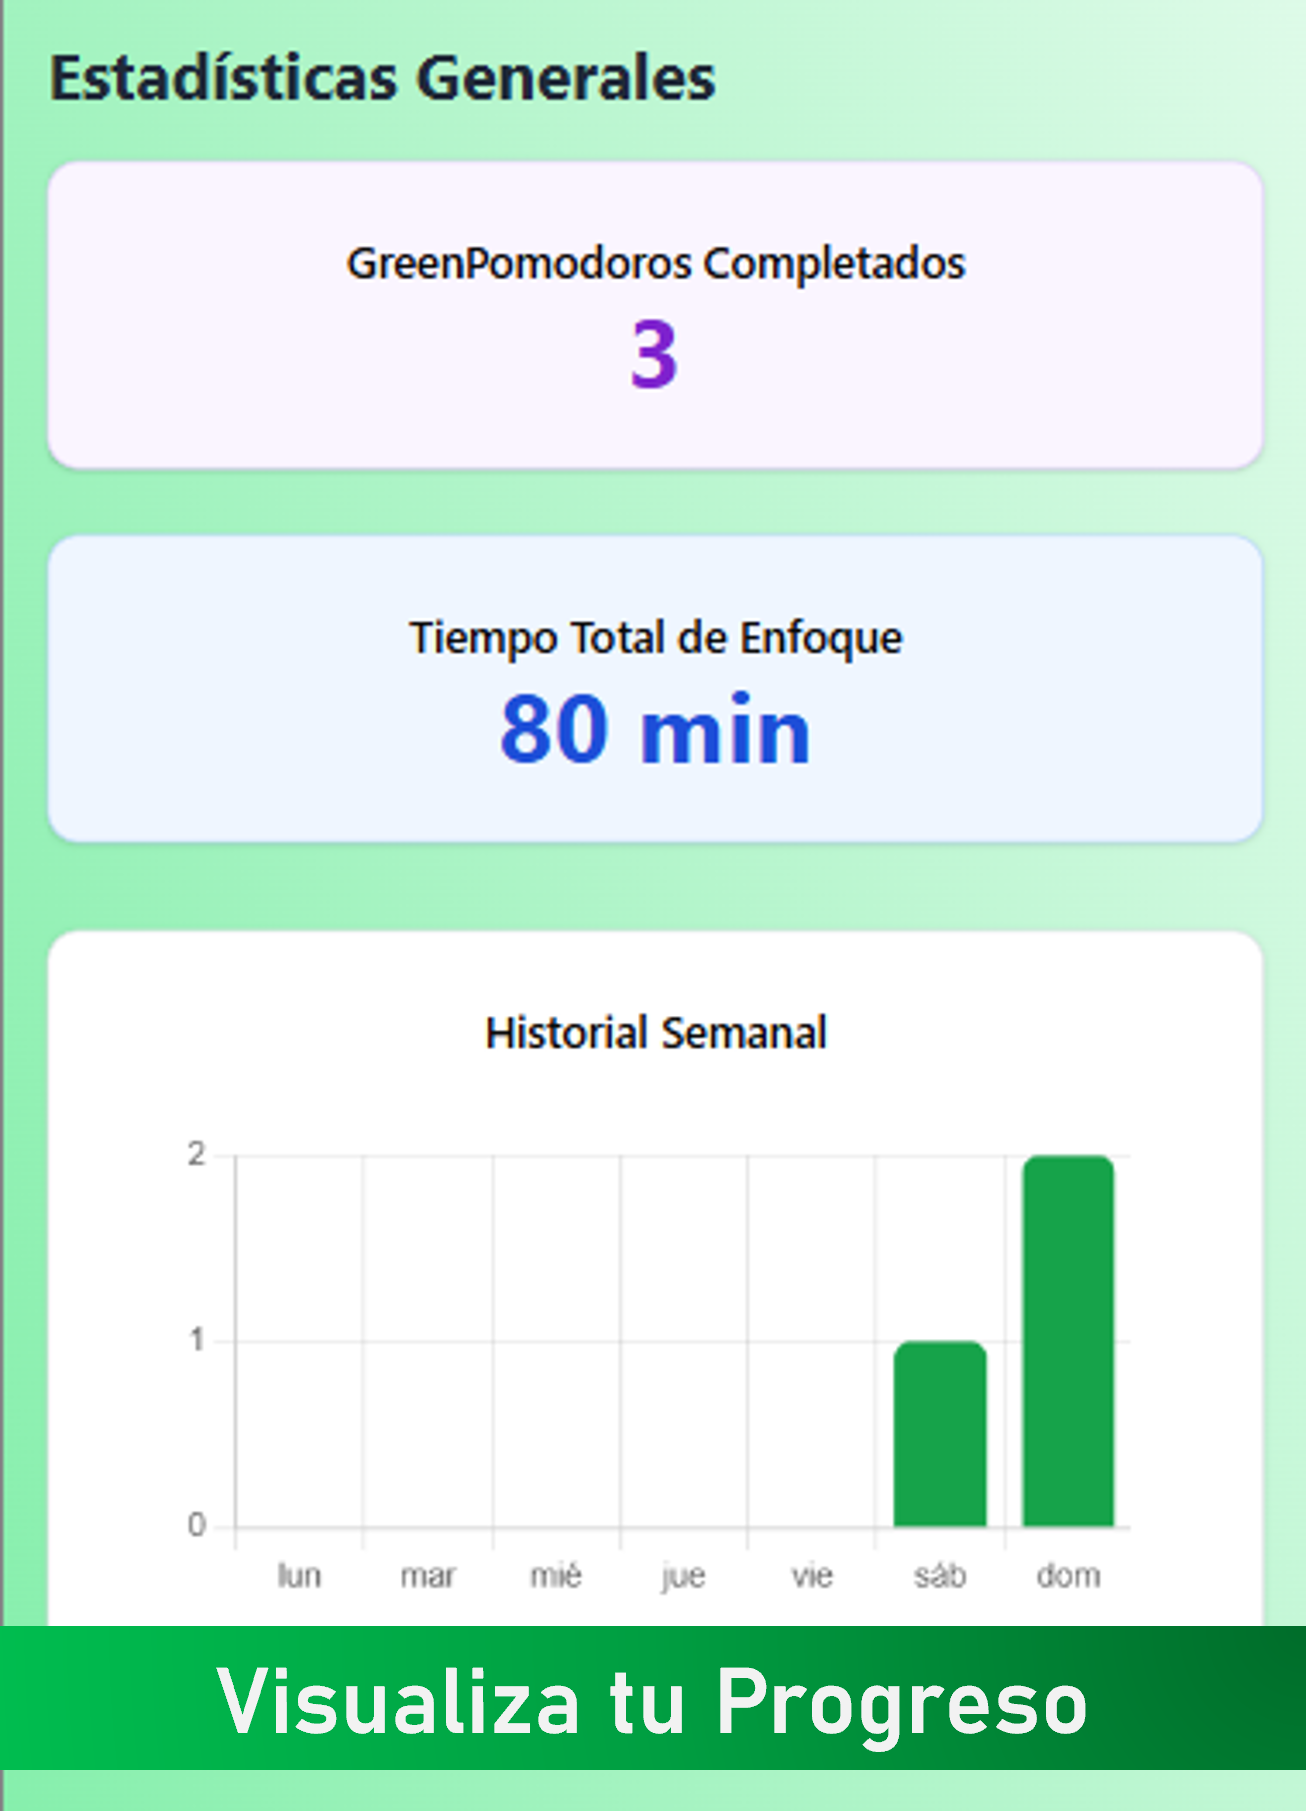 Estadísticas Generales
GreenPomodoros Completados
3
Tiempo Total de Enfoque
80 min
Historial Semanal
2
1
0
lun mar mié jue vie sáb dom
Visualiza tu Progreso